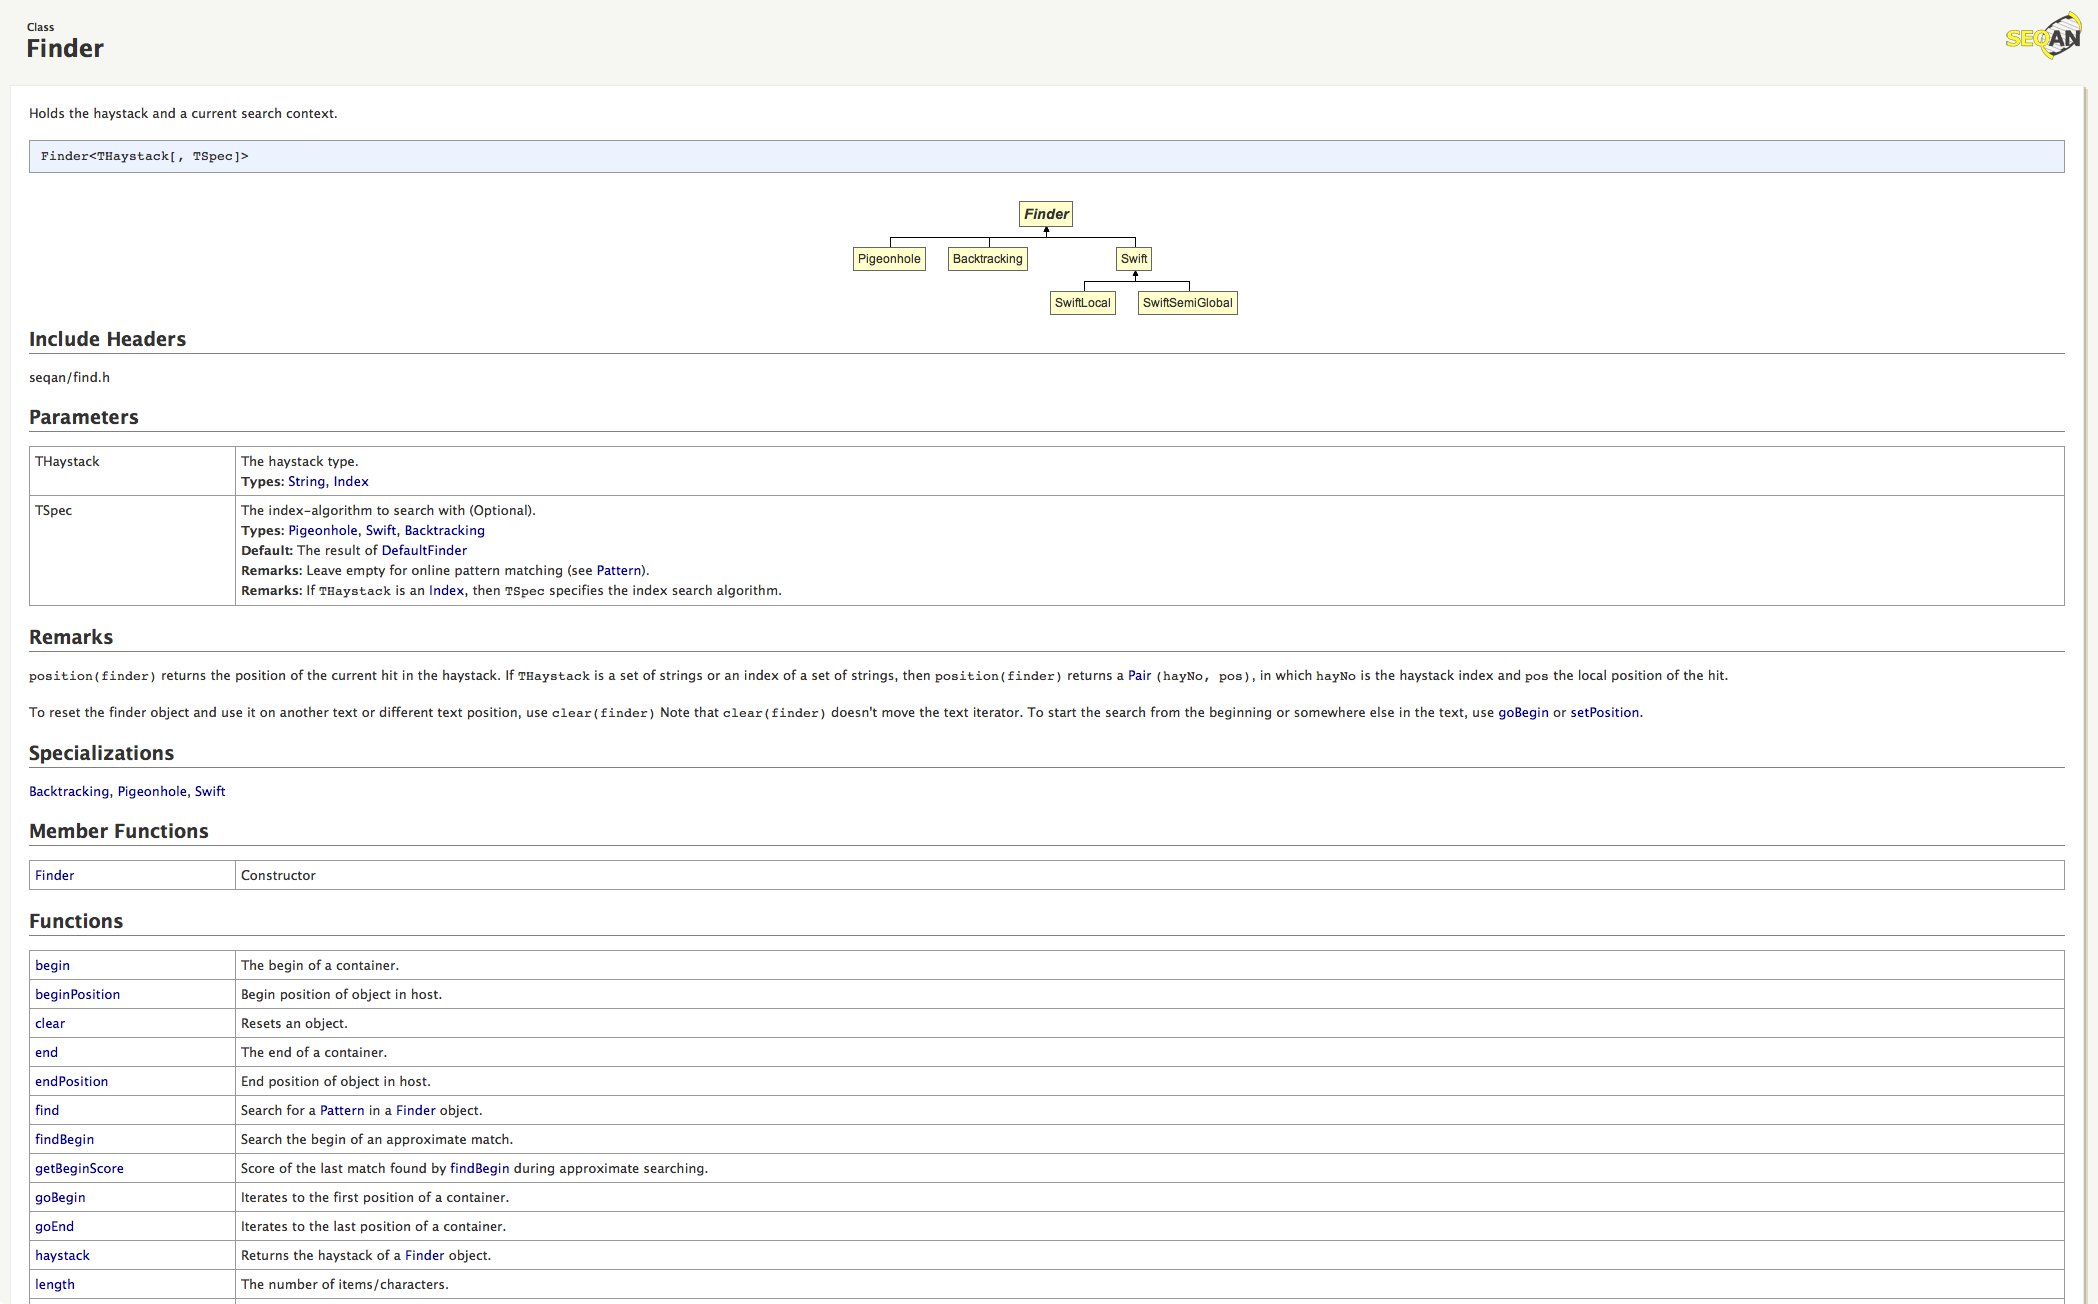 Class
Finder
SEQAN
Holds the haystack and a current search context.
Finder<THaystack[, TSpec]>
Finder
Pigeonhole Backtracking Swift
SwiftLocal SwiftSemiGlobal
Include Headers
seqan/find.h
Parameters
THaystack The haystack type.
Types: String, Index
TSpec The index-algorithm to search with (Optional).
Types: Pigeonhole, Swift, Backtracking
Default: The result of DefaultFinder
Remarks: Leave empty for online pattern matching (see Pattern).
Remarks: If THaystack is an Index, then TSpec specifies the index search algorithm.
Remarks
position(finder) returns the position of the current hit in the haystack. If THaystack is a set of strings or an index of a set of strings, then position(finder) returns a Pair (hayNo, pos), in which hayNo is the haystack index and pos the local position of the hit.
To reset the finder object and use it on another text or different text position, use clear(finder) Note that clear(finder) doesn't move the text iterator. To start the search from the beginning or somewhere else in the text, use goBegin or setPosition.
Specializations
Backtracking, Pigeonhole, Swift
Member Functions
Finder Constructor
Functions
begin The begin of a container.
beginPosition Begin position of object in host.
clear Resets an object.
end The end of a container.
endPosition End position of object in host.
find Search for a Pattern in a Finder object.
findBegin Search the begin of an approximate match.
getBeginScore Score of the last match found by findBegin during approximate searching.
goBegin Iterates to the first position of a container.
goEnd Iterates to the last position of a container.
haystack Returns the haystack of a Finder object.
length The number of items/characters.